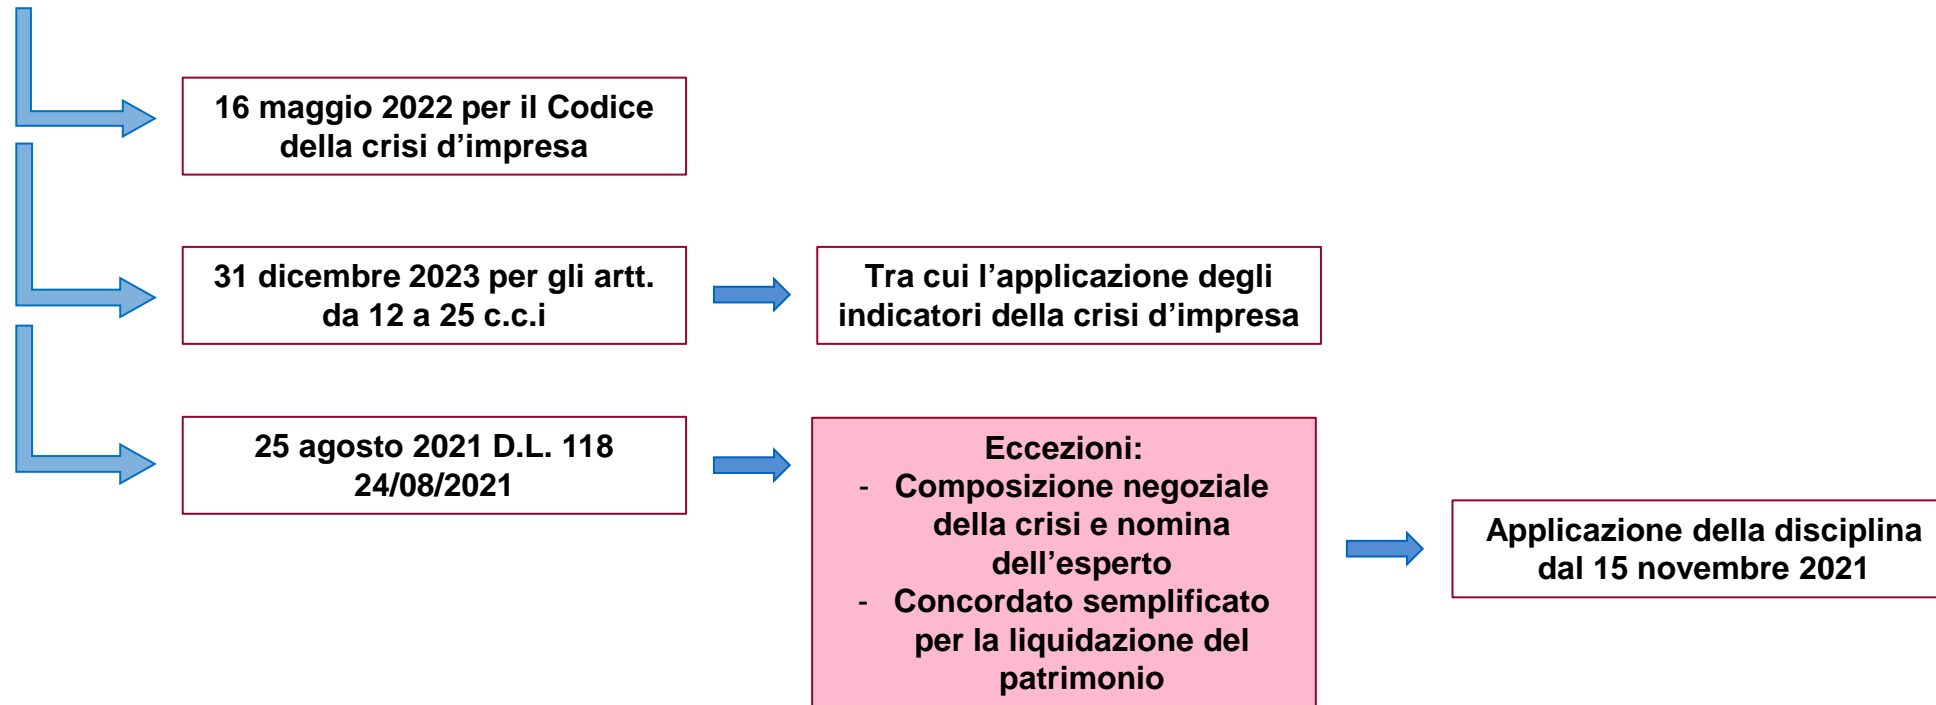 16 maggio 2022 per il Codice
della crisi d’impresa
31 dicembre 2023 per gli artt.
da 12 a 25 c.c.i
Tra cui l’applicazione degli
indicatori della crisi d’impresa
25 agosto 2021 D.L. 118
24/08/2021
Eccezioni:
- Composizione negoziale
della crisi e nomina
dell’esperto
- Concordato semplificato
per la liquidazione del
patrimonio
Applicazione della disciplina
dal 15 novembre 2021